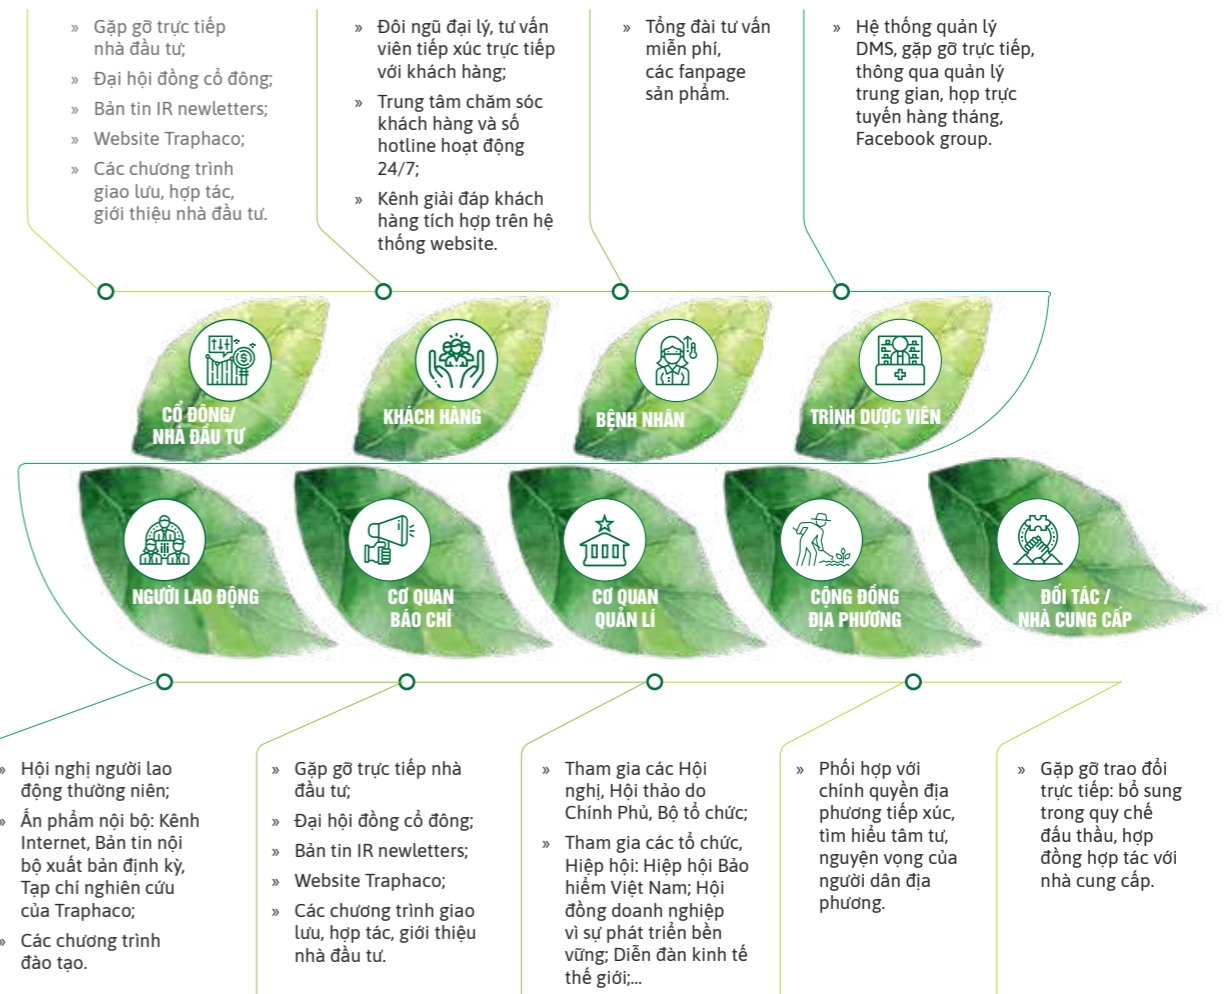 » Gặp gỡ trực tiếp
nhà đầu tư;
» Đại hội đồng cổ đông;
» Bản tin IR newletters;
» Website Traphaco;
» Các chương trình
giao lưu, hợp tác,
giới thiệu nhà đầu tư.
» Đôi ngũ đại lý, tư vấn
viên tiếp xúc trực tiếp
với khách hàng;
» Trung tâm chăm sóc
khách hàng và số
hotline hoạt động
24/7;
» Kênh giải đáp khách
hàng tích hợp trên hệ
thống website.
» Tổng đài tư vấn
miễn phí,
các fanpage
sản phẩm.
» Hệ thống quản lý
DMS, gặp gỡ trực tiếp,
thông qua quản lý
trung gian, họp trực
tuyến hàng tháng,
Facebook group.
CỔ ĐÔNG/
NHÀ ĐẦU TƯ
KHÁCH HÀNG
BỆNH NHÂN
TRÌNH DƯỢC VIÊN
NGƯỜI LAO ĐỘNG
CƠ QUAN
BÁO CHÍ
CƠ QUAN
QUẢN LÍ
CỘNG ĐỒNG
ĐỊA PHƯƠNG
ĐỐI TÁC /
NHÀ CUNG CẤP
» Hội nghị người lao
động thường niên;
» Ấn phẩm nội bộ: Kênh
Internet, Bản tin nội
bộ xuất bản định kỳ,
Tạp chí nghiên cứu
của Traphaco;
» Các chương trình
đào tạo.
» Gặp gỡ trực tiếp nhà
đầu tư;
» Đại hội đồng cổ đông;
» Bản tin IR newletters;
» Website Traphaco;
» Các chương trình giao
lưu, hợp tác, giới thiệu
nhà đầu tư.
» Tham gia các Hội
nghị, Hội thảo do
Chính Phủ, Bộ tổ chức;
» Tham gia các tổ chức,
Hiệp hội: Hiệp hội Bảo
hiểm Việt Nam; Hội
đồng doanh nghiệp
vì sự phát triển bền
vững; Diễn đàn kinh tế
thế giới;...
» Phối hợp với
chính quyền địa
phương tiếp xúc,
tìm hiểu tâm tư,
nguyện vọng của
người dân địa
phương.
» Gặp gỡ trao đổi
trực tiếp: bổ sung
trong quy chế
đấu thầu, hợp
đồng hợp tác với
nhà cung cấp.